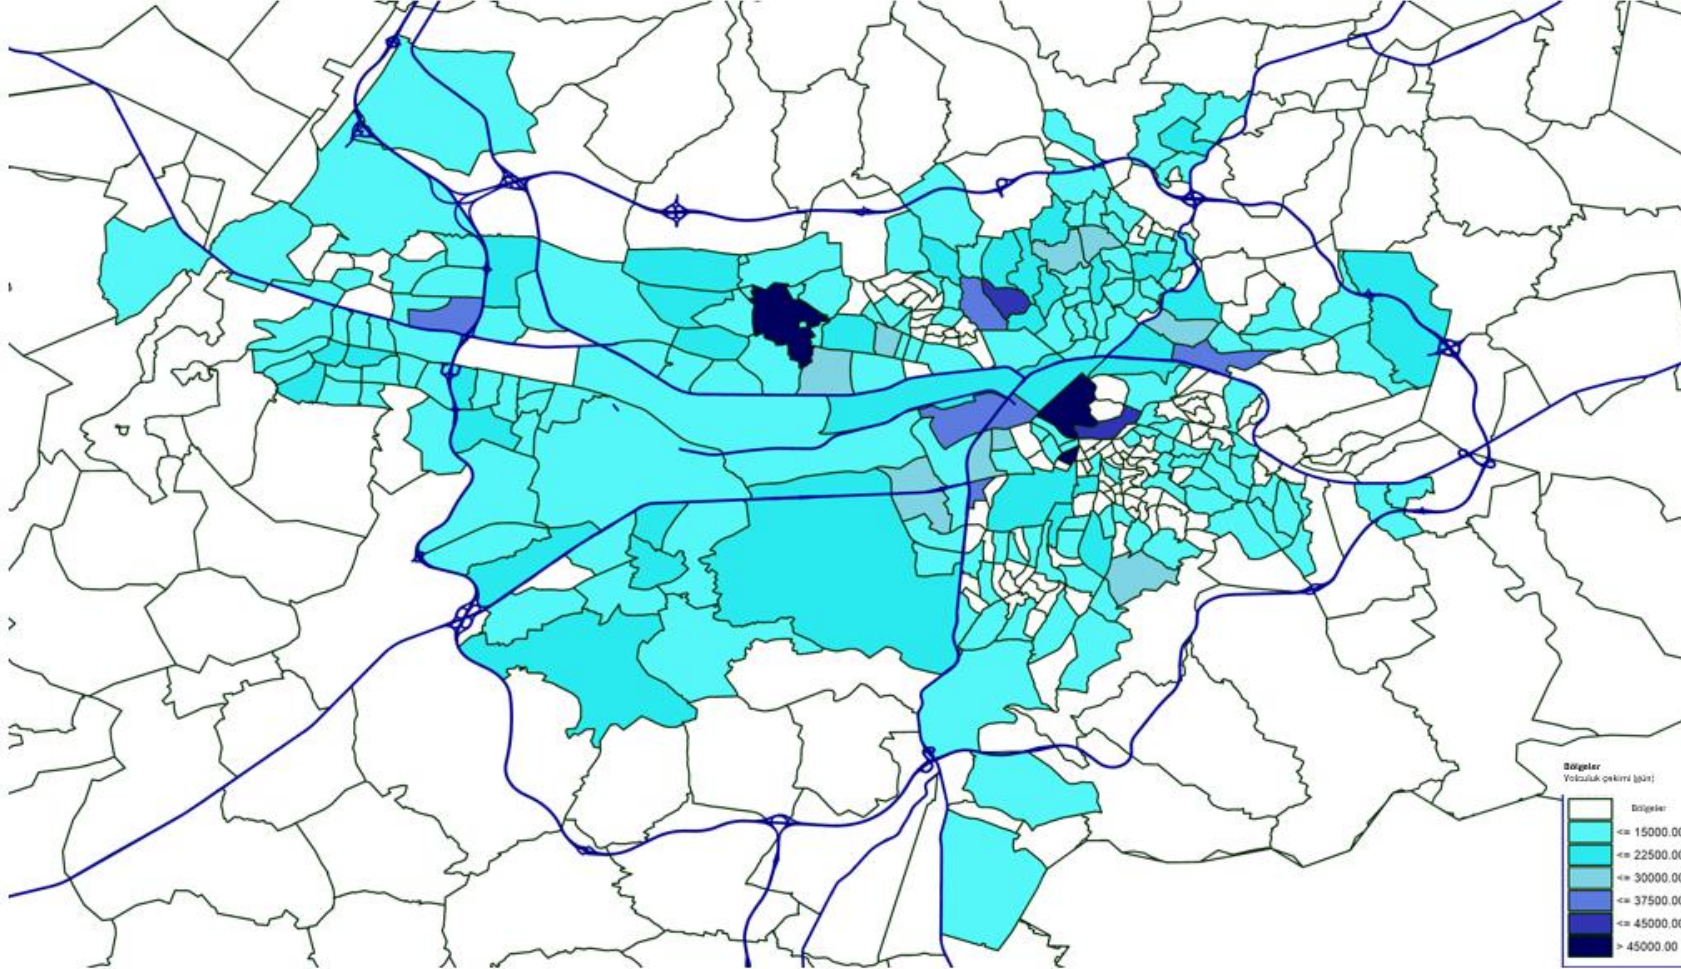 Bölgeler
Yolculuk çekimi (gün)
Bölgeler
<= 15000.00
<= 22500.00
<= 30000.00
<= 37500.00
<= 45000.00
> 45000.00